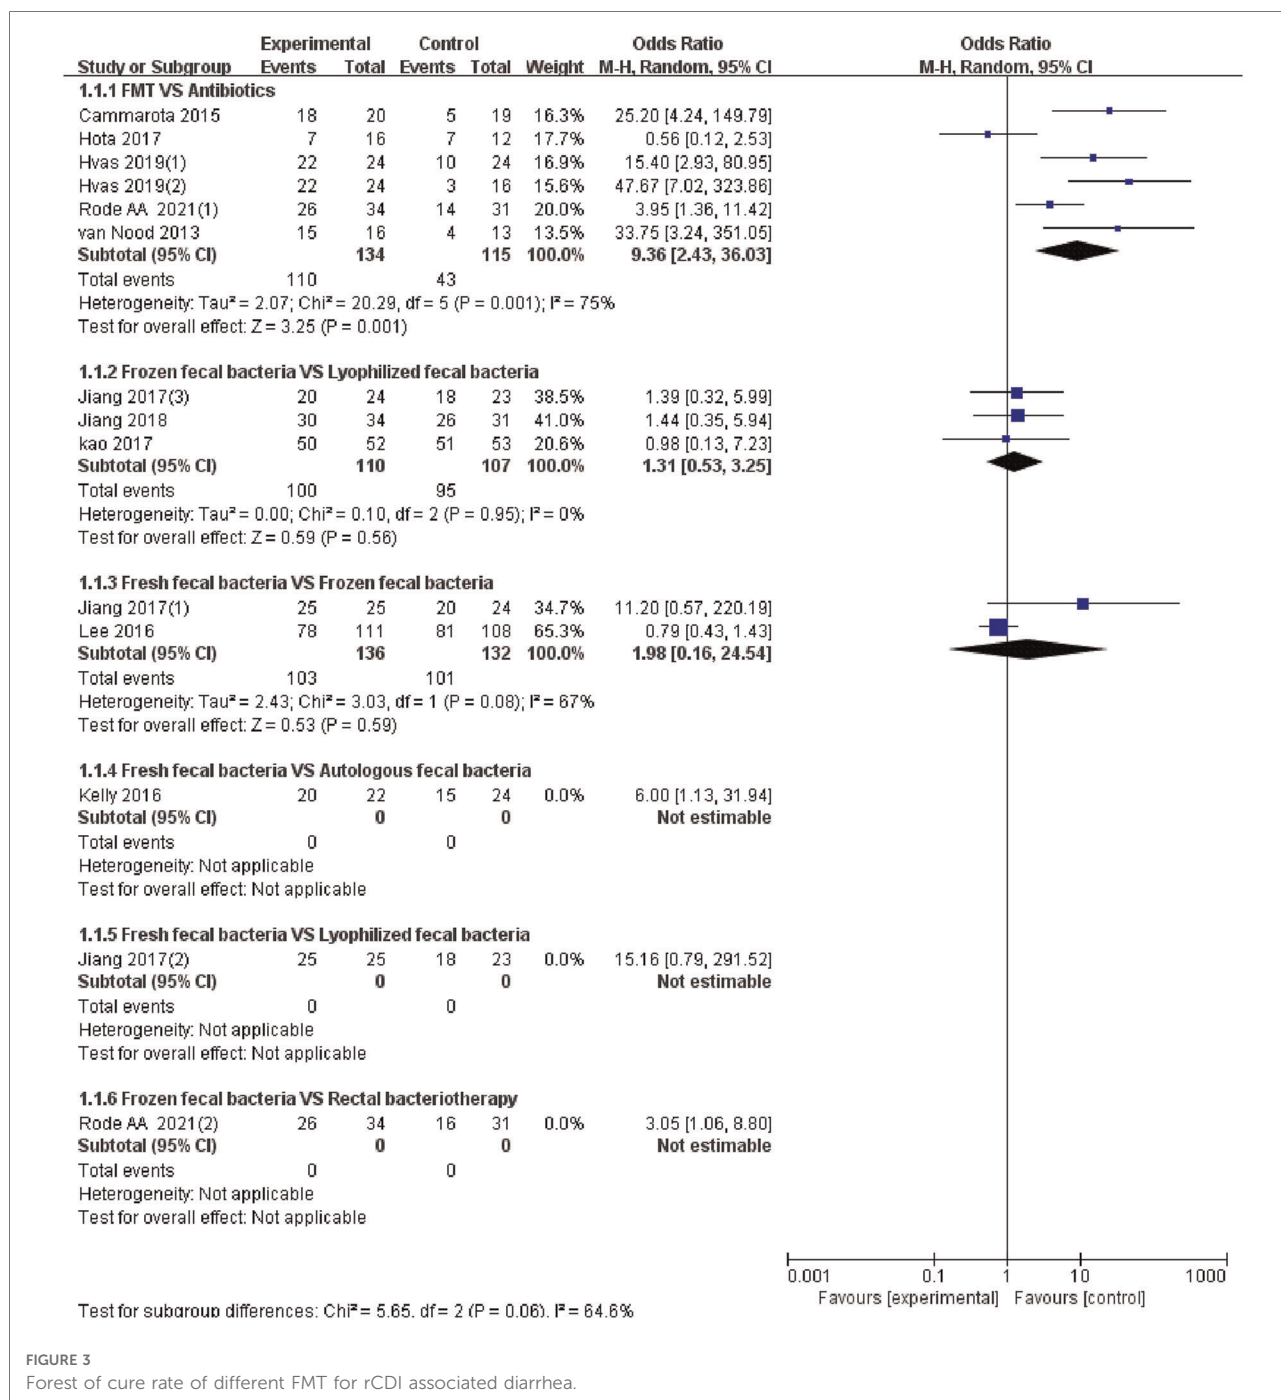 Experimental Control Odds Ratio Odds Ratio
Study or Subgroup Events Total Events Total Weight M-H, Random, 95% CI M-H, Random, 95% CI
1.1.1 FMT VS Antibiotics
Cammarota 2015 18 20 5 19 16.3% 25.20 [4.24, 149.79]
Hota 2017 7 16 7 12 17.7% 0.56 [0.12, 2.53]
Hvas 2019(1) 22 24 10 24 16.9% 15.40 [2.93, 80.95]
Hvas 2019(2) 22 24 3 16 15.6% 47.67 [7.02, 323.86]
Rode AA 2021(1) 26 34 14 31 20.0% 3.95 [1.36, 11.42]
van Nood 2013 15 16 4 13 13.5% 33.75 [3.24, 351.05]
Subtotal (95% CI) 134 115 100.0% 9.36 [2.43, 36.03]
Total events 110 43
Heterogeneity: Tau² = 2.07; Chi² = 20.29, df = 5 (P = 0.001); I² = 75%
Test for overall effect: Z = 3.25 (P = 0.001)
1.1.2 Frozen fecal bacteria VS Lyophilized fecal bacteria
Jiang 2017(3) 20 24 18 23 38.5% 1.39 [0.32, 5.99]
Jiang 2018 30 34 26 31 41.0% 1.44 [0.35, 5.94]
kao 2017 50 52 51 53 20.6% 0.98 [0.13, 7.23]
Subtotal (95% CI) 110 107 100.0% 1.31 [0.53, 3.25]
Total events 100 95
Heterogeneity: Tau² = 0.00; Chi² = 0.10, df = 2 (P = 0.95); I² = 0%
Test for overall effect: Z = 0.59 (P = 0.56)
1.1.3 Fresh fecal bacteria VS Frozen fecal bacteria
Jiang 2017(1) 25 25 20 24 34.7% 11.20 [0.57, 220.19]
Lee 2016 78 111 81 108 65.3% 0.79 [0.43, 1.43]
Subtotal (95% CI) 136 132 100.0% 1.98 [0.16, 24.54]
Total events 103 101
Heterogeneity: Tau² = 2.43; Chi² = 3.03, df = 1 (P = 0.08); I² = 67%
Test for overall effect: Z = 0.53 (P = 0.59)
1.1.4 Fresh fecal bacteria VS Autologous fecal bacteria
Kelly 2016 20 22 15 24 0.0% 6.00 [1.13, 31.94]
Subtotal (95% CI) 0 0 Not estimable
Total events 0 0
Heterogeneity: Not applicable
Test for overall effect: Not applicable
1.1.5 Fresh fecal bacteria VS Lyophilized fecal bacteria
Jiang 2017(2) 25 25 18 23 0.0% 15.16 [0.79, 291.52]
Subtotal (95% CI) 0 0 Not estimable
Total events 0 0
Heterogeneity: Not applicable
Test for overall effect: Not applicable
1.1.6 Frozen fecal bacteria VS Rectal bacteriotherapy
Rode AA 2021(2) 26 34 16 31 0.0% 3.05 [1.06, 8.80]
Subtotal (95% CI) 0 0 Not estimable
Total events 0 0
Heterogeneity: Not applicable
Test for overall effect: Not applicable
0.001 0.1 1 10 1000
Favours [experimental] Favours [control]
Test for subgroup differences: Chi² = 5.65, df = 2 (P = 0.06), I² = 64.6%
FIGURE 3
Forest of cure rate of different FMT for rCDI associated diarrhea.